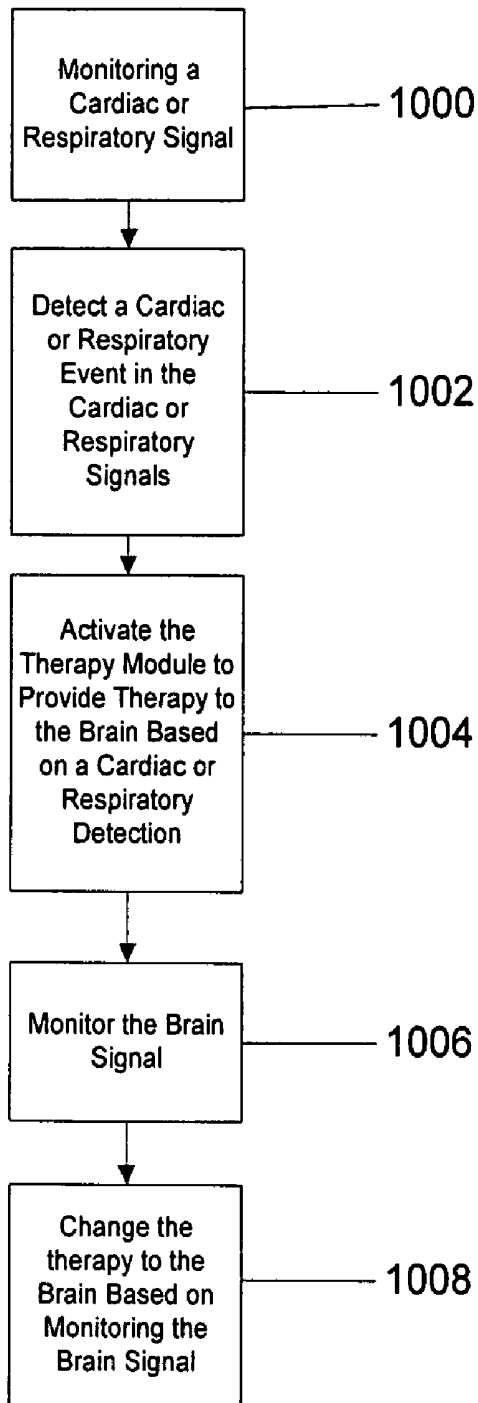 Monitoring a
Cardiac or
Respiratory Signal
1000
Detect a Cardiac
or Respiratory
Event in the
Cardiac or
Respiratory
Signals
1002
Activate the
Therapy Module to
Provide Therapy to
the Brain Based
on a Cardiac or
Respiratory
Detection
1004
Monitor the Brain
Signal
1006
Change the
therapy to the
Brain Based on
Monitoring the
Brain Signal
1008